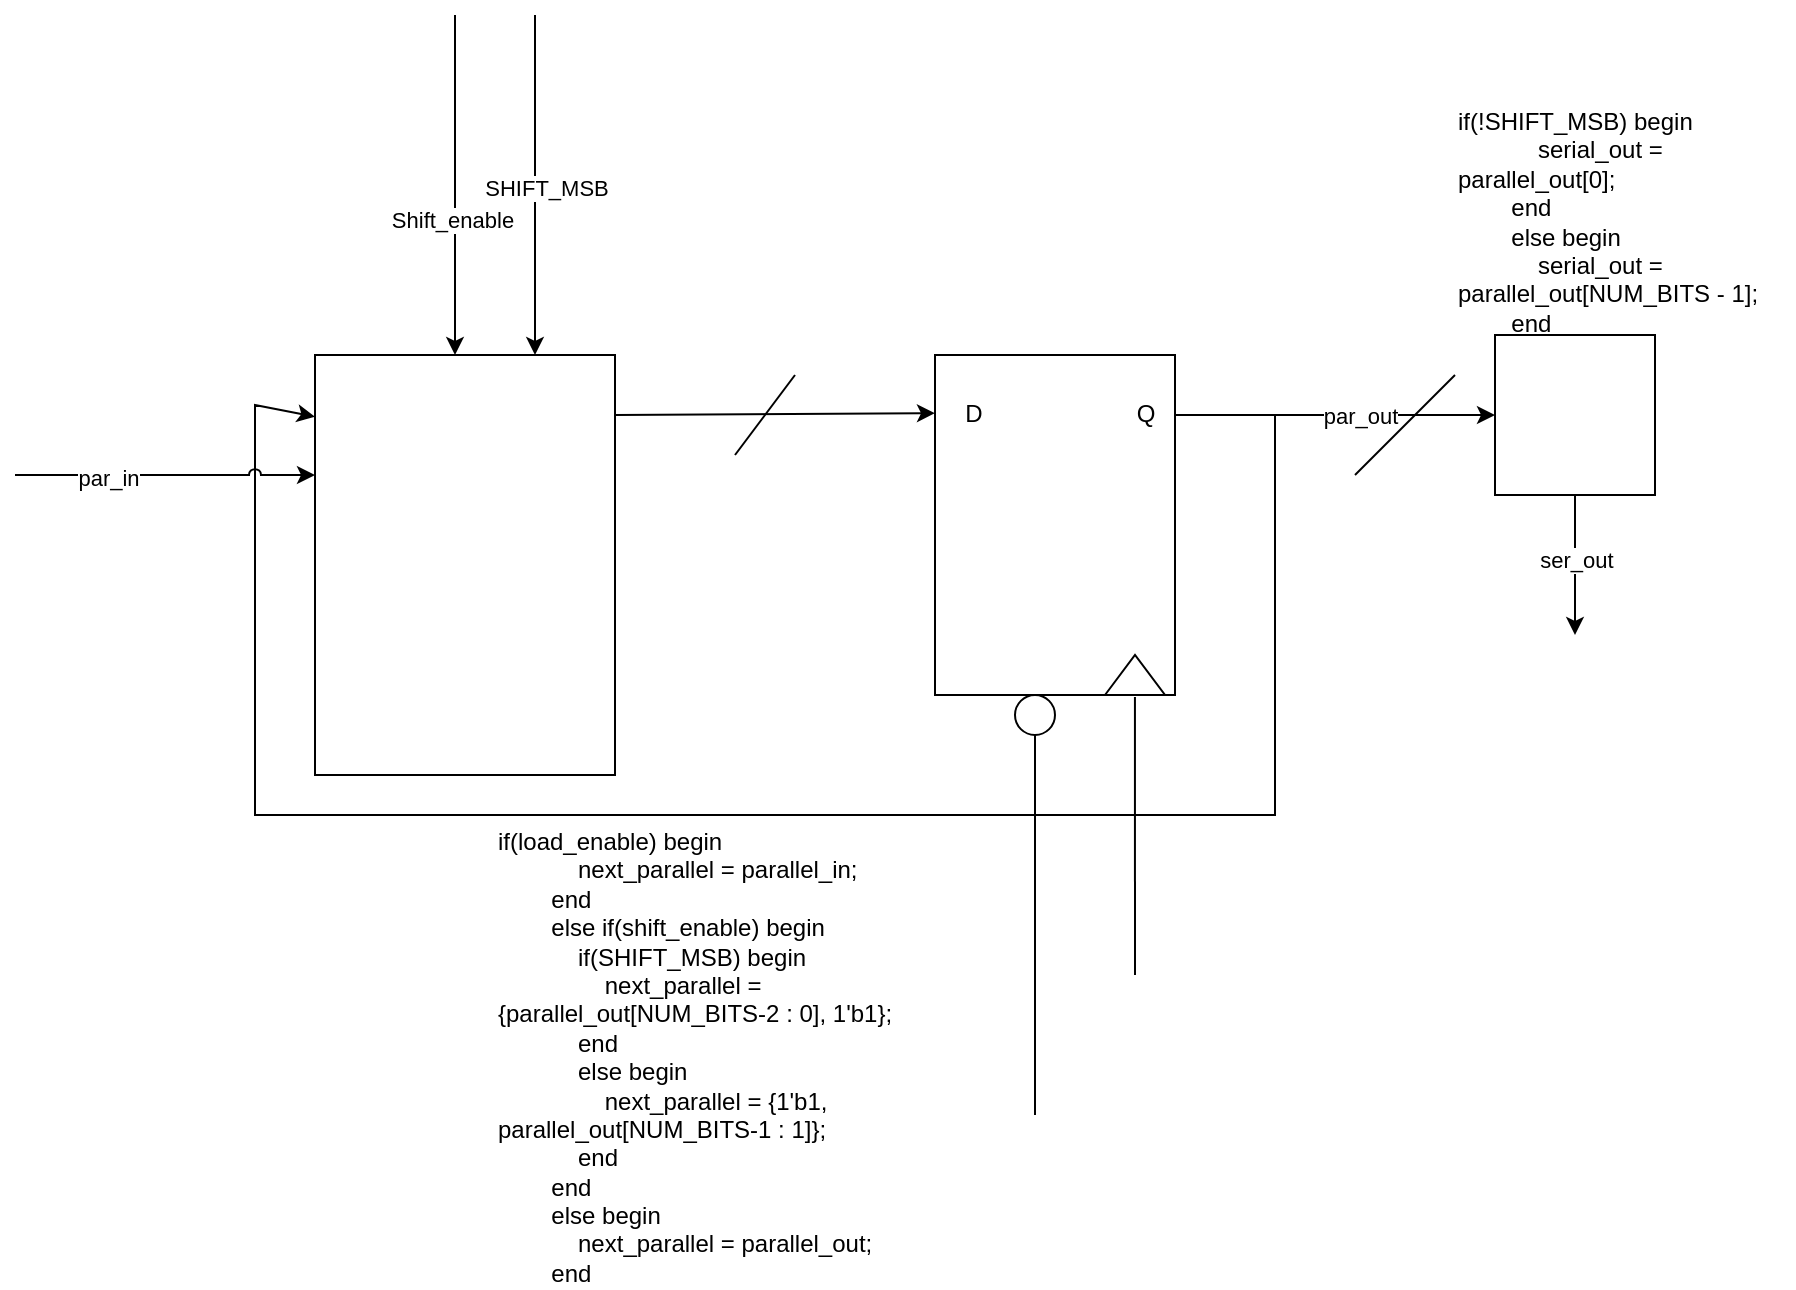 Shift_enable
SHIFT_MSB
par_in
D
Q
par_out
ser_out
if(!SHIFT_MSB) begin
serial_out =
parallel_out[0];
end
else begin
serial_out =
parallel_out[NUM_BITS - 1];
end
if(load_enable) begin
next_parallel = parallel_in;
end
else if(shift_enable) begin
if(SHIFT_MSB) begin
next_parallel =
{parallel_out[NUM_BITS-2 : 0], 1'b1};
end
else begin
next_parallel = {1'b1,
parallel_out[NUM_BITS-1 : 1]};
end
end
else begin
next_parallel = parallel_out;
end